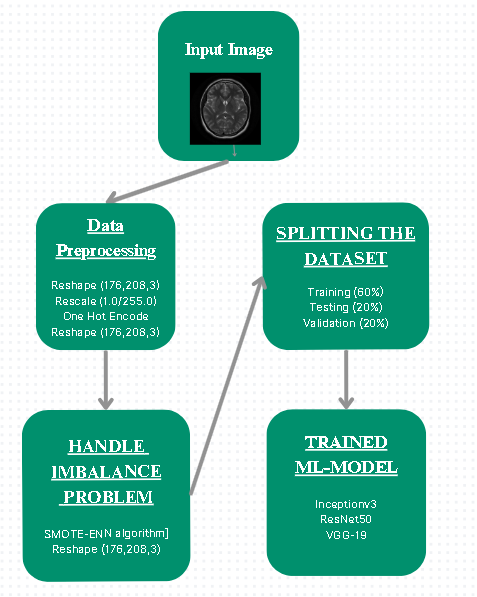 Input Image
Data
Preprocessing
Reshape (176,208,3)
Rescale (1.0/255.0)
One Hot Encode
Reshape (176,208,3)
HANDLE
IMBALANCE
PROBLEM
SMOTE-ENN algorithm]
Reshape (176,208,3)
SPLITTING THE
DATASET
Training (60%)
Testing (20%)
Validation (20%)
TRAINED
ML-MODEL
Inceptionv3
ResNet50
VGG-19